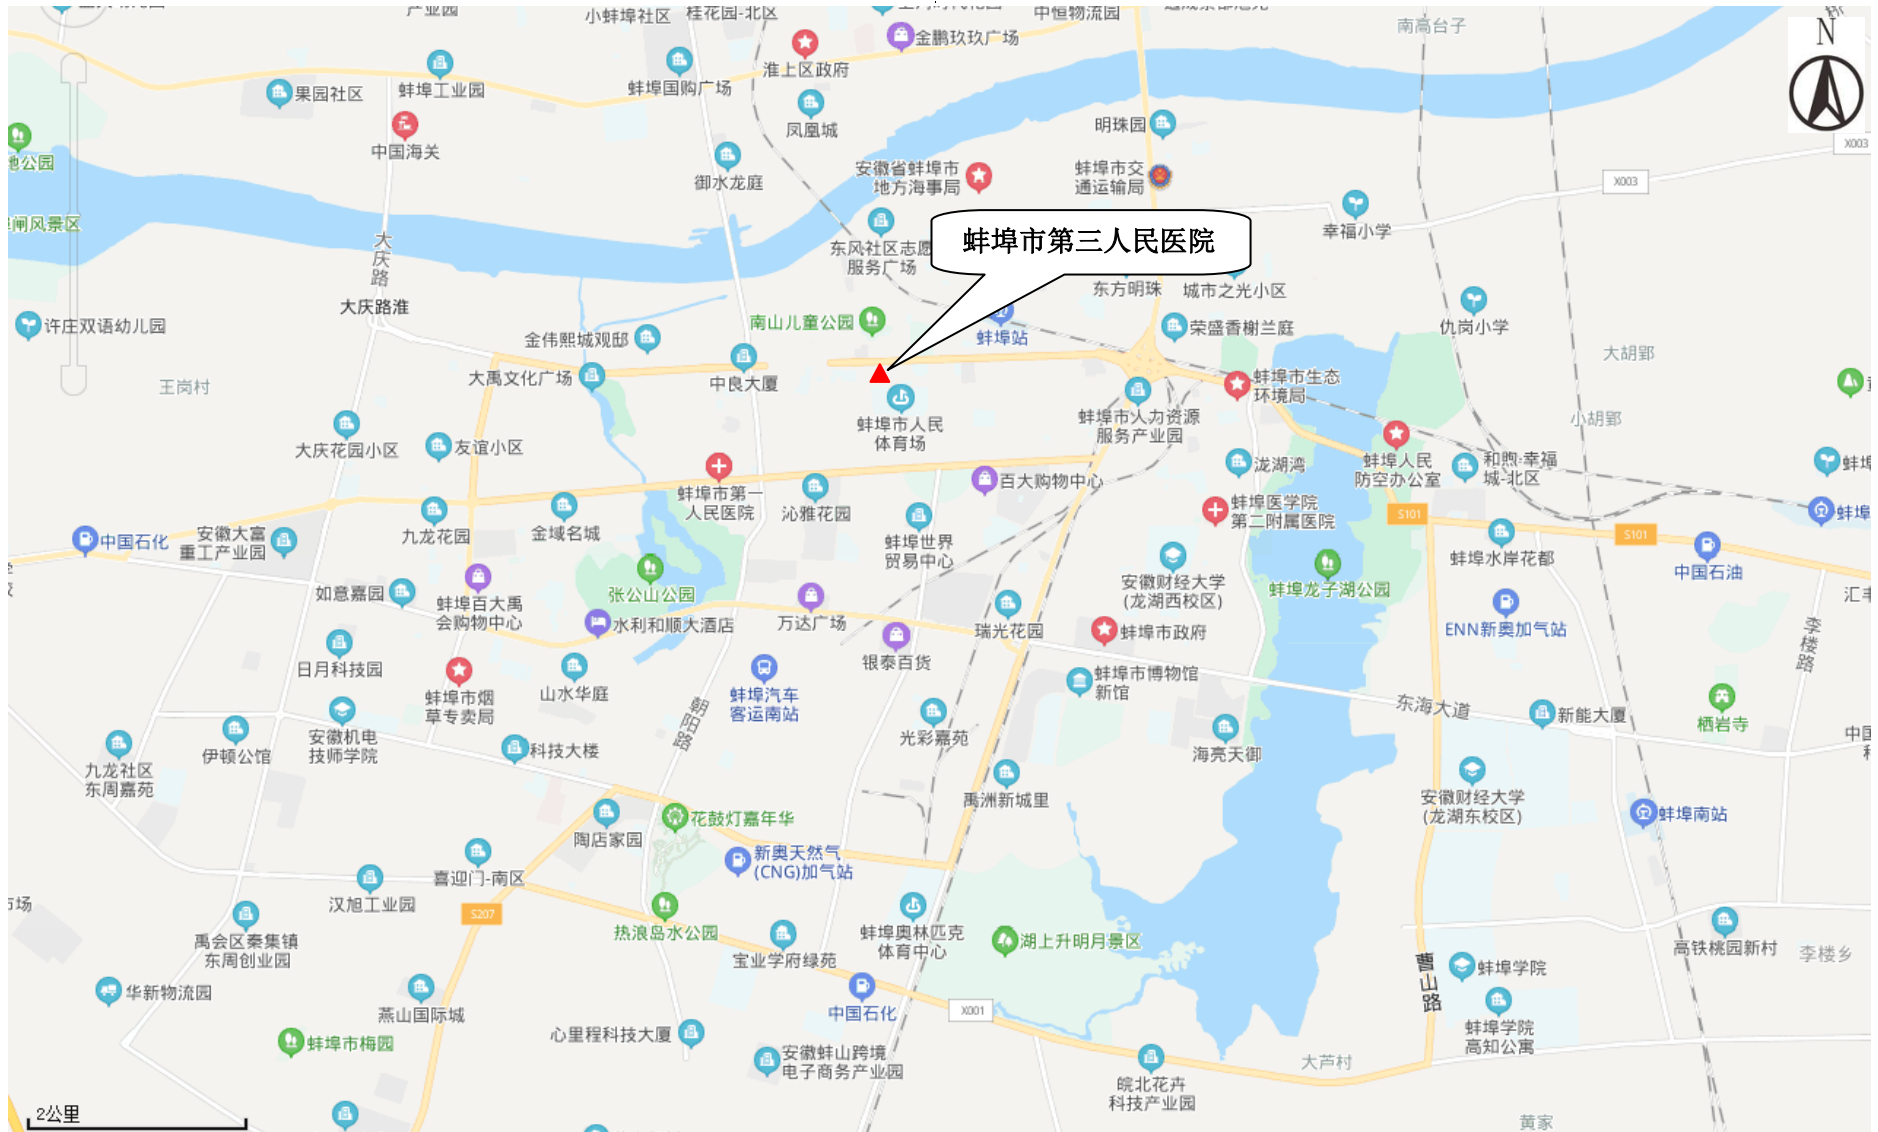 产业园
小蚌埠社区
桂花园-北区
中恒物流园
南高台子
N
金鹏玖玖广场
淮上区政府
蚌埠国购广场
蚌埠工业园
果园社区
凤凰城
明珠园
中国海关
X003
地公园
安徽省蚌埠市
地方海事局
蚌埠市交
通运输局
御水龙庭
X003
闸风景区
大庆路
东风社区志愿
服务广场
蚌埠市第三人民医院
幸福小学
东方明珠
城市之光小区
大庆路淮
许庄双语幼儿园
南山儿童公园
蚌埠站
荣盛香榭兰庭
仇岗小学
金伟熙城观邸
大胡郢
王岗村
大禹文化广场
中良大厦
蚌埠市生态
环境局
蚌埠市人民
体育场
蚌埠市人力资源
服务产业园
小胡郢
大庆花园小区
友谊小区
泷湖湾
蚌埠人民
防空办公室
和煦·幸福
城-北区
蚌埠
蚌埠市第一
人民医院
百大购物中心
沁雅花园
蚌埠医学院
第二附属医院
S101
S101
蚌埠
中国石化
安徽大富
重工产业园
九龙花园
金域名城
蚌埠世界
贸易中心
蚌埠水岸花都
中国石油
安徽财经大学
(龙湖西校区)
蚌埠龙子湖公园
如意嘉园
蚌埠百大禹
会购物中心
张公山公园
水利和顺大酒店
万达广场
瑞光花园
蚌埠市政府
ENN新奥加气站
汇丰
李楼路
日月科技园
银泰百货
蚌埠市烟
草专卖局
山水华庭
蚌埠汽车
客运南站
蚌埠市博物馆
新馆
东海大道
新能大厦
栖岩寺
朝阳路
安徽机电
技师学院
伊顿公馆
科技大楼
光彩嘉苑
海亮天御
九龙社区
东周嘉苑
禹洲新城里
安徽财经大学
(龙湖东校区)
蚌埠南站
陶店家园
花鼓灯嘉年华
新奥天然气
(CNG)加气站
喜迎门-南区
汉旭工业园
S207
热浪岛水公园
蚌埠奥林匹克
体育中心
湖上升明月景区
禹会区秦集镇
东周创业园
宝业学府绿苑
高铁桃园新村
李楼乡
曹山路
蚌埠学院
华新物流园
燕山国际城
中国石化
X001
蚌埠学院
高知公寓
心里程科技大厦
蚌埠市梅园
安徽蚌山跨境
电子商务产业园
大芦村
皖北花卉
科技产业园
2公里
黄家